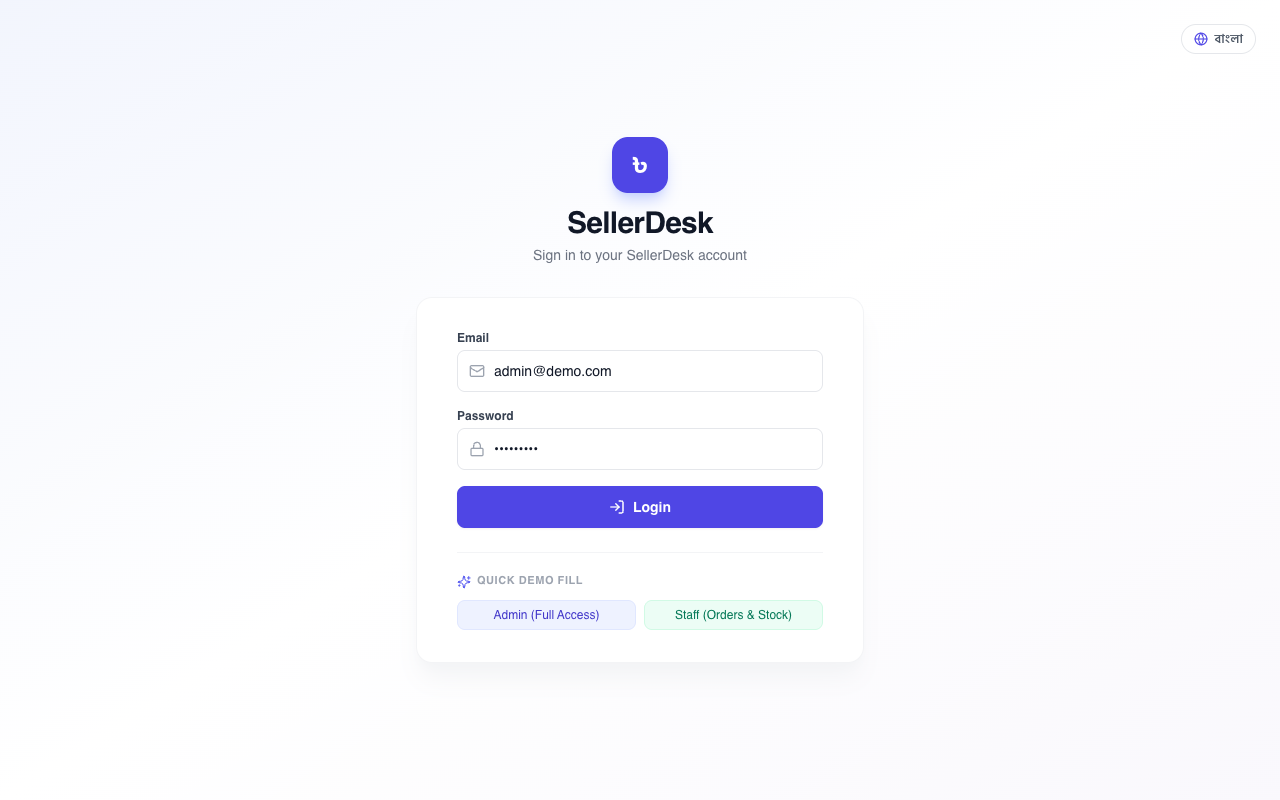 বাংলা
৳
SellerDesk
Sign in to your SellerDesk account
Email
admin@demo.com
Password
•••••••••
Login
QUICK DEMO FILL
Admin (Full Access)
Staff (Orders & Stock)